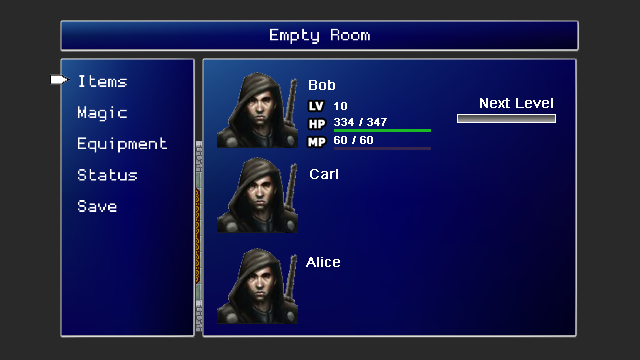 Empty Room
Items
Magic
Equipment
Status
Save
Bob
LV 10
HP 334 / 347
MP 60 / 60
Next Level
Carl
Alice